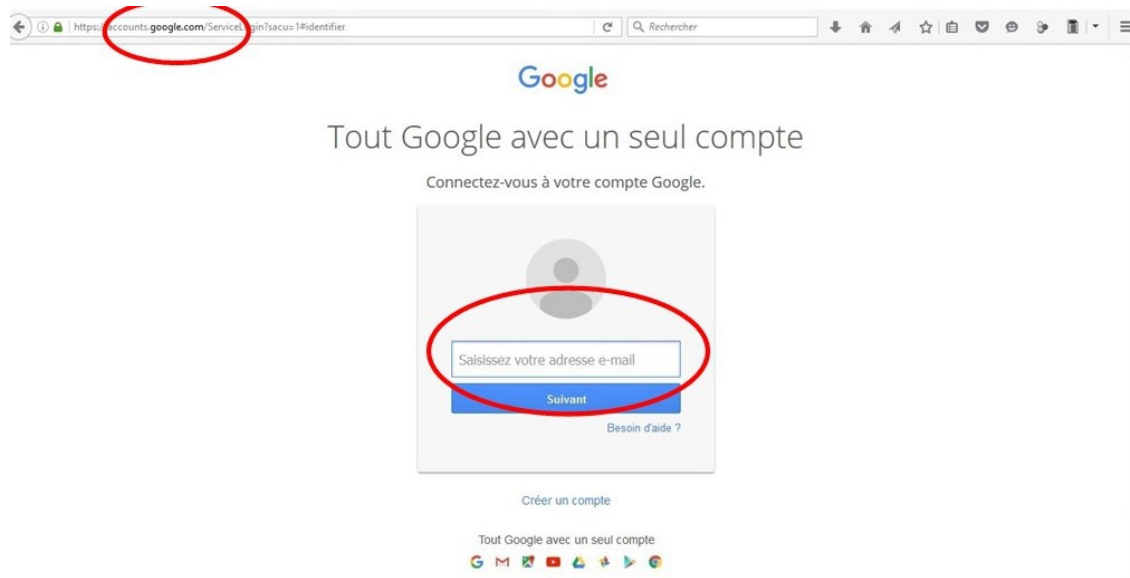 https://accounts.google.com/ServiceLogin?sacu=1#identifier
Rechercher
Google
Tout Google avec un seul compte
Connectez-vous à votre compte Google.
Saisissez votre adresse e-mail
Suivant
Besoin d'aide ?
Créer un compte
Tout Google avec un seul compte